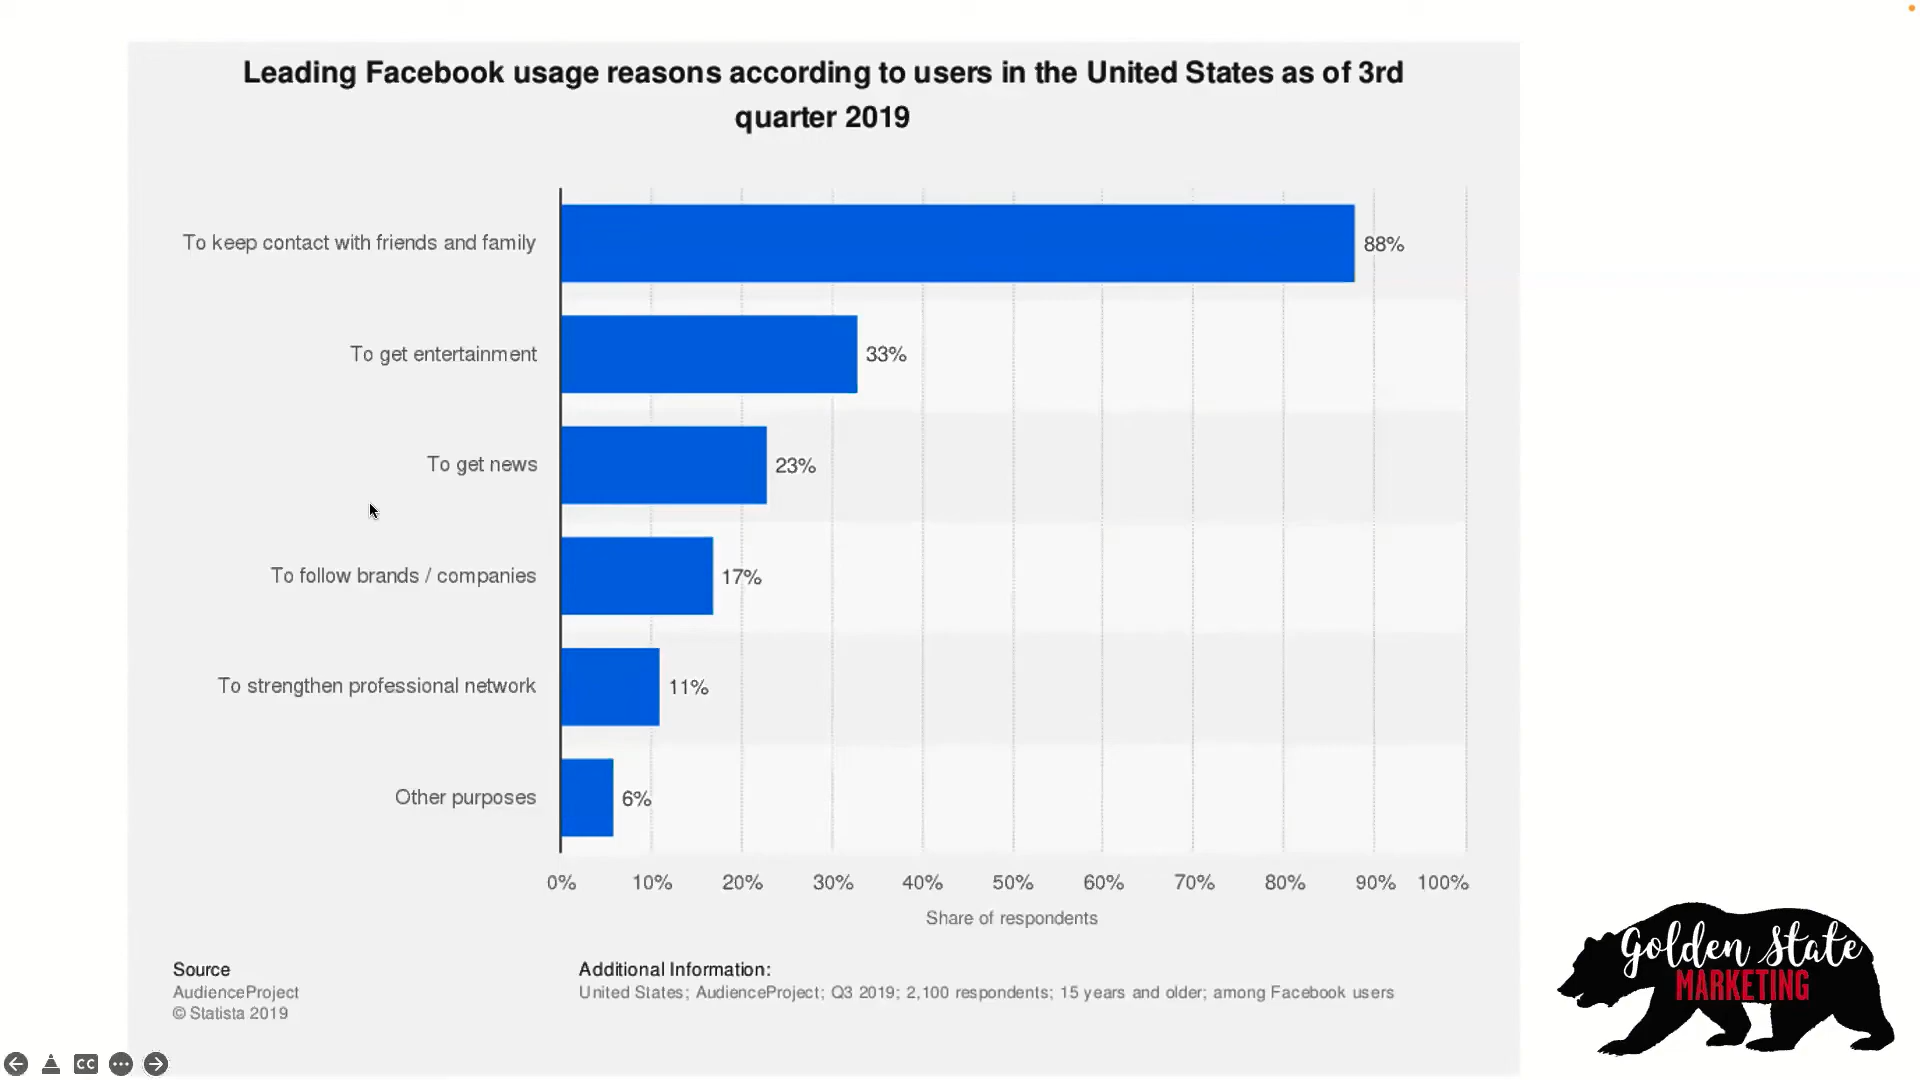 Leading Facebook usage reasons according to users in the United States as of 3rd
quarter 2019
To keep contact with friends and family
88%
To get entertainment
33%
To get news
23%
To follow brands / companies
17%
To strengthen professional network
11%
Other purposes
6%
0% 10% 20% 30% 40% 50% 60% 70% 80% 90% 100%
Share of respondents
Source
AudienceProject
© Statista 2019
Additional Information:
United States; AudienceProject; Q3 2019; 2,100 respondents; 15 years and older; among Facebook users
Golden State
MARKETING
CC